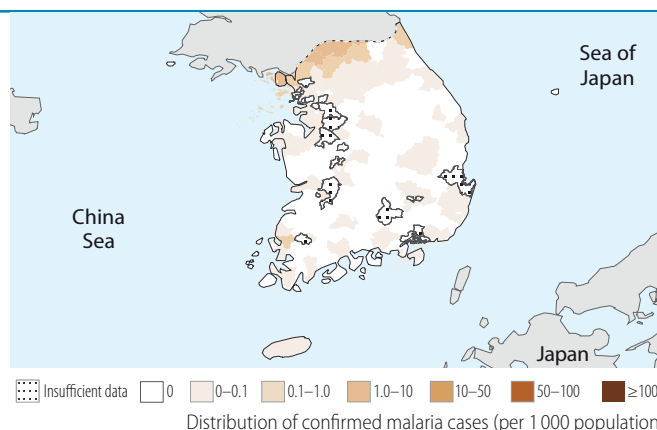 Sea of
Japan
China
Sea
Japan
Insufficient data 0 0–0.1 0.1–1.0 1.0–10 10–50 50–100 ≥100
Distribution of confirmed malaria cases (per 1 000 population